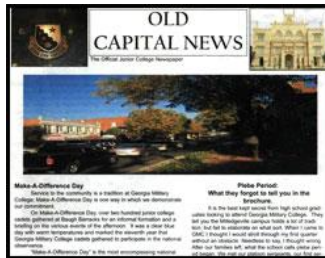 OLD
CAPITAL NEWS
The Official Junior College Newspaper
Make-A-Difference Day
Service to the community is a tradition at Georgia Military
College. Make-A-Difference Day is one way in which we demonstrate
our commitment.
On Make-A-Difference Day, over two hundred junior college
cadets gathered at Baugh Barracks for an informal formation and a
briefing on the various events of the afternoon. It was a clear blue
day with warm temperatures and marked the eleventh year that
Georgia Military College cadets gathered to participate in the national
observance.
"Make-A-Difference Day" is the most encompassing national
Plebe Period:
What they forgot to tell you in the
brochure.
It is the best kept secret from high school grad-
uates looking to attend Georgia Military College. They
tell you the Milledgeville campus holds a lot of tradi-
tion, but fail to elaborate on what sort. When I came to
GMC, I thought I would stroll through my first quarter
without an obstacle. Needless to say, I thought wrong.
After our families left, what the school calls plebe peri-
od began. We met our platoon sergeants, our first ser-